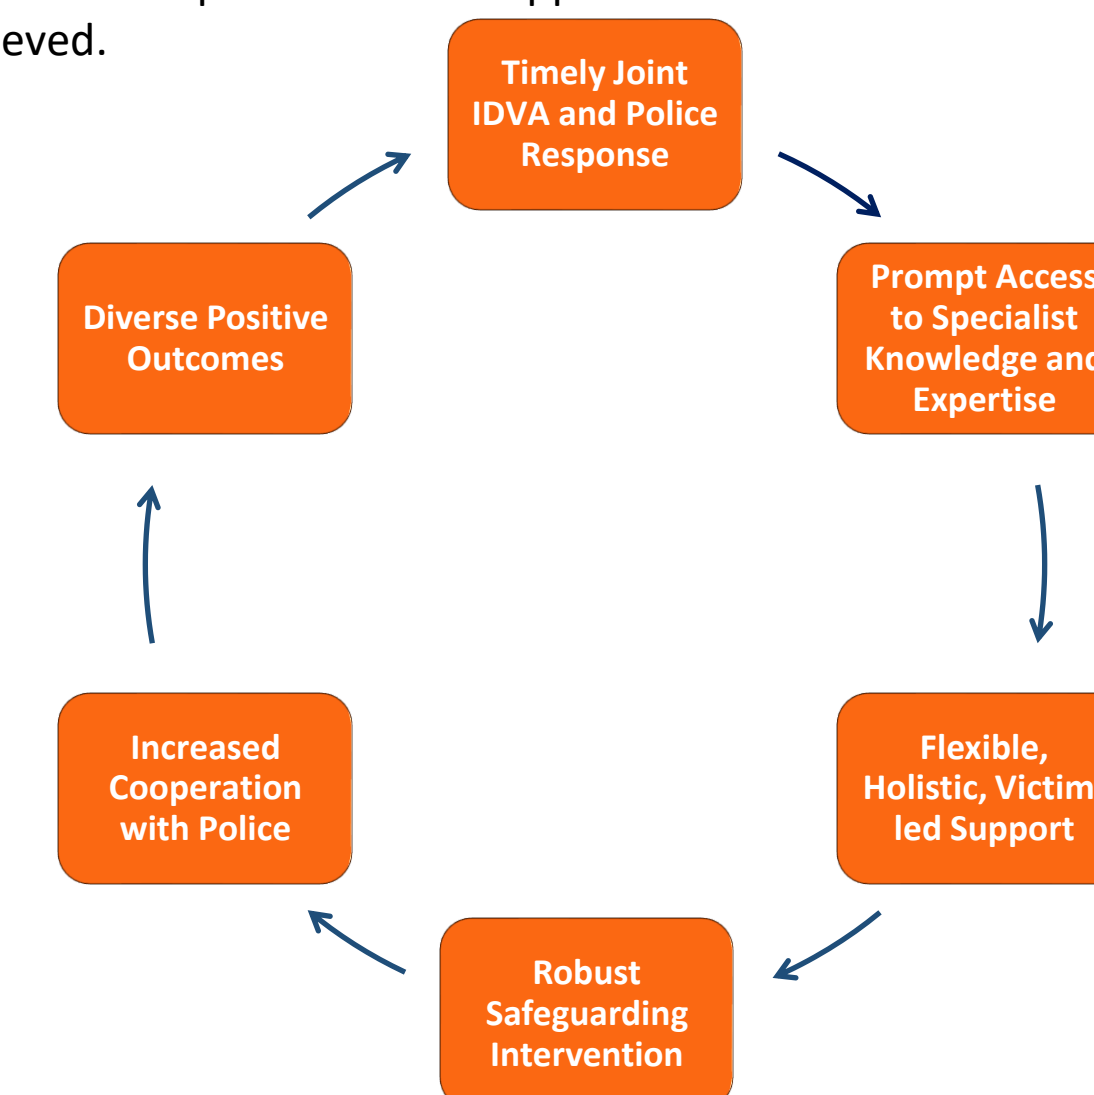 eved.
Timely Joint
IDVA and Police
Response
Prompt Access
to Specialist
Knowledge and
Expertise
Flexible,
Holistic, Victim
led Support
Robust
Safeguarding
Intervention
Increased
Cooperation
with Police
Diverse Positive
Outcomes